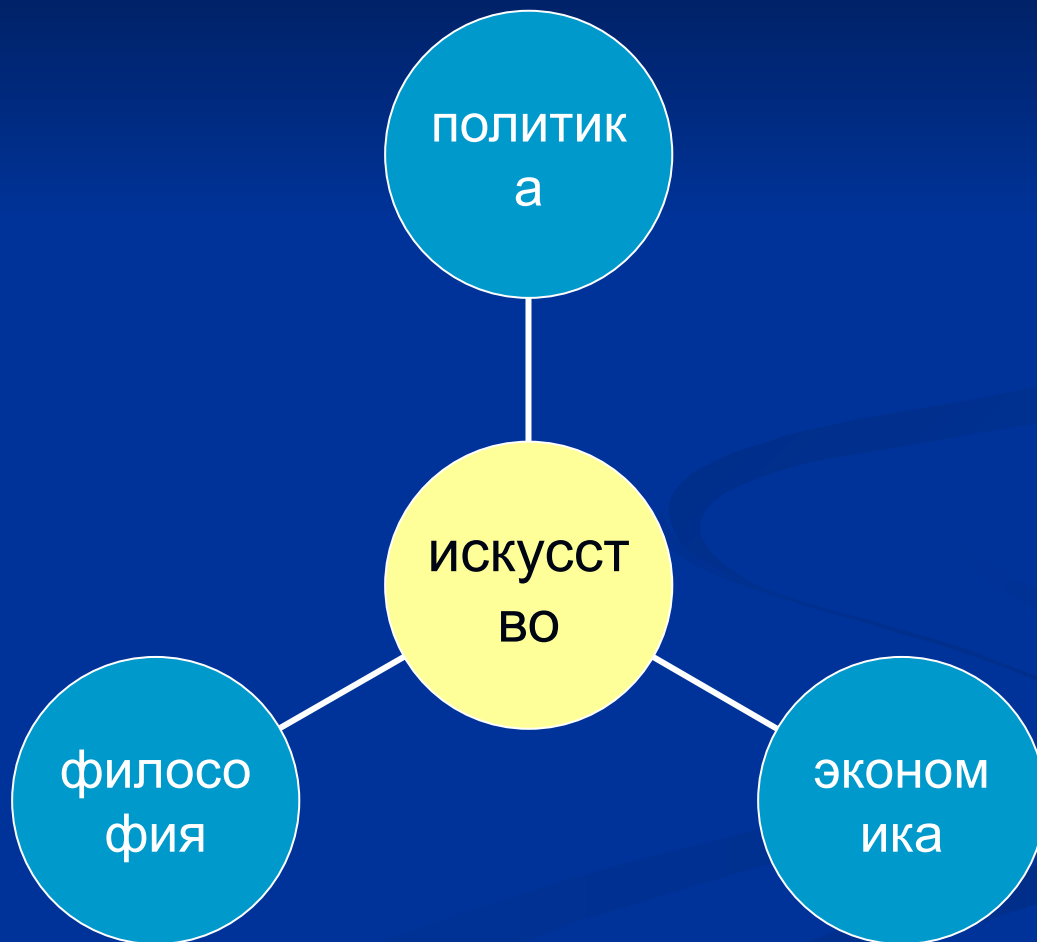 политик
а
искусст
во
филосо
фия
эконом
ика